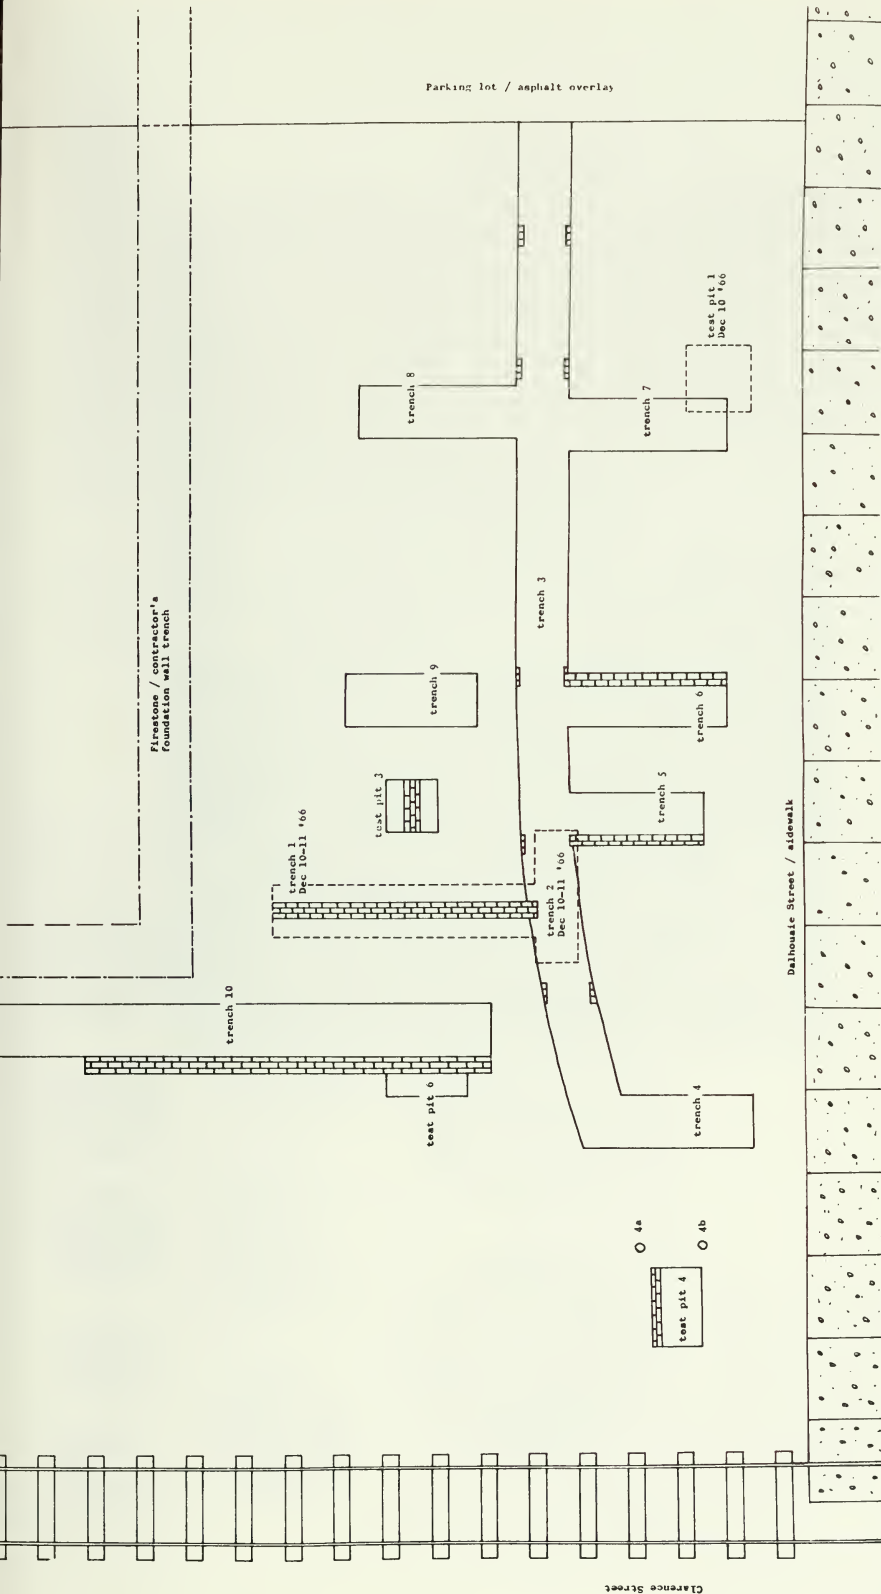 Parking lot / asphalt overlay
test pit 1
Dec 10 '66
trench 8
trench 7
trench 3
Firestone / contractor's
foundation wall trench
trench 9
trench 6
test pit 3
trench 5
trench 1
Dec 10-11 '66
trench 2
Dec 10-11 '66
Dalhousie Street / sidewalk
trench 10
test pit 6
trench 4
4a
4b
test pit 4
Clarence Street